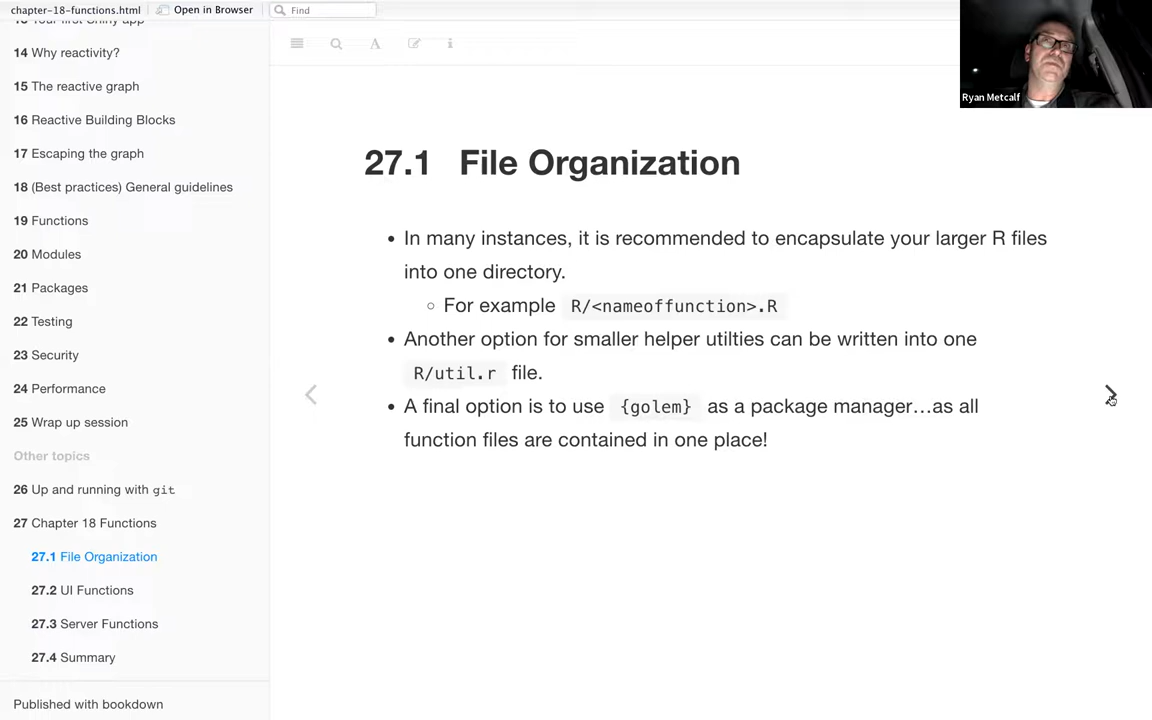 chapter-18-functions.html
Open in Browser
Find
Your first Shiny app
14 Why reactivity?
15 The reactive graph
16 Reactive Building Blocks
17 Escaping the graph
18 (Best practices) General guidelines
19 Functions
20 Modules
21 Packages
22 Testing
23 Security
24 Performance
25 Wrap up session
Other topics
26 Up and running with git
27 Chapter 18 Functions
27.1 File Organization
27.2 UI Functions
27.3 Server Functions
27.4 Summary
Published with bookdown
27.1 File Organization
• In many instances, it is recommended to encapsulate your larger R files
into one directory.
○ For example R/<nameoffunction>.R
• Another option for smaller helper utilties can be written into one
R/util.r file.
• A final option is to use {golem} as a package manager…as all
function files are contained in one place!
Ryan Metcalf